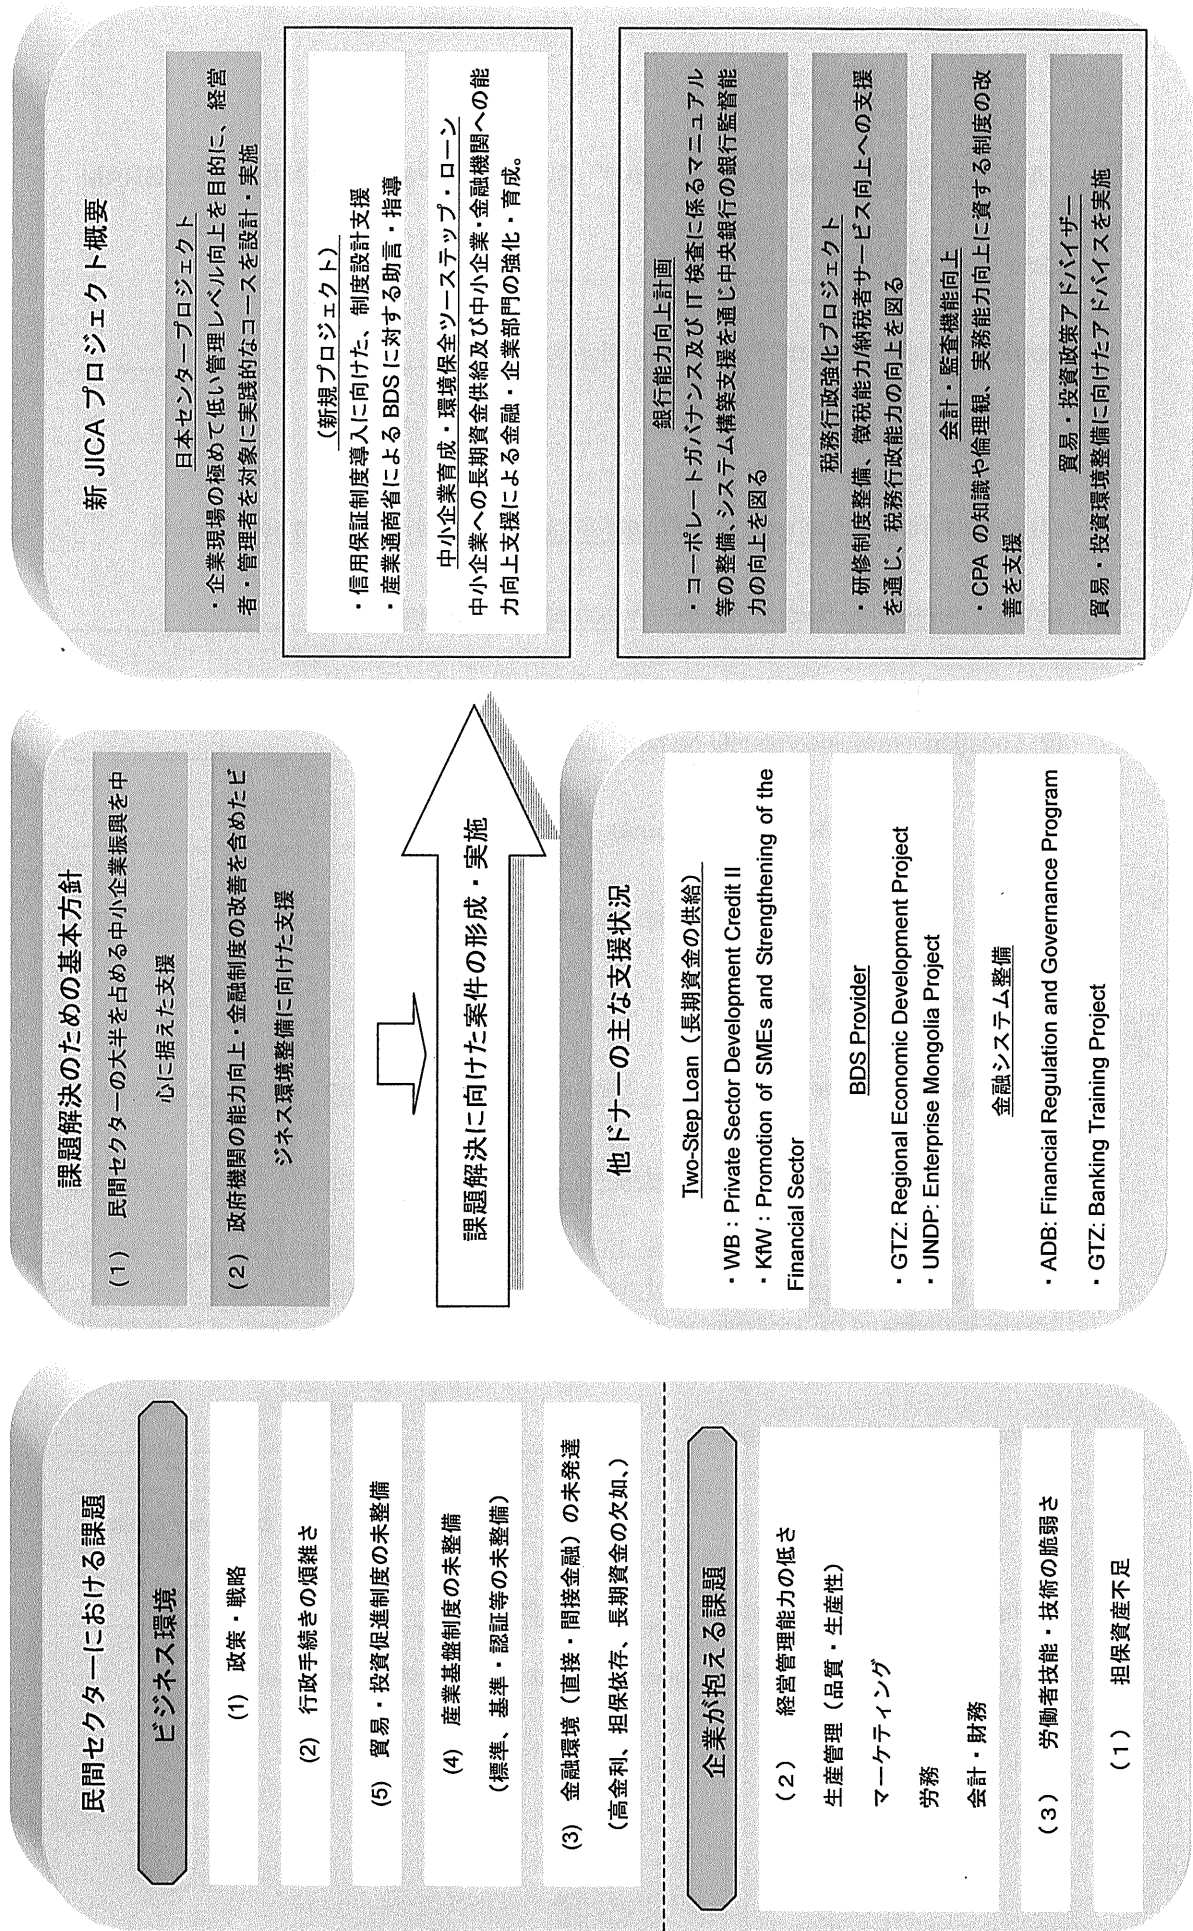 民間セクターにおける課題
ビジネス環境
(1) 政策・戦略
(2) 行政手続きの煩雑さ
(5) 貿易・投資促進制度の未整備
(4) 産業基盤制度の未整備
(標準、基準・認証等の未整備)
(3) 金融環境（直接・間接金融）の未発達
(高金利、担保依存、長期資金の欠如、)
企業が抱える課題
(２) 経営管理能力の低さ
生産管理（品質・生産性）
マーケティング
労務
会計・財務
(３) 労働者技能・技術の脆弱さ
(１) 担保資産不足
課題解決のための基本方針
(１) 民間セクターの大半を占める中小企業振興を中
心に据えた支援
(２) 政府機関の能力向上・金融制度の改善を含めたビ
ジネス環境整備に向けた支援
課題解決に向けた案件の形成・実施
他ドナーの主な支援状況
Two-Step Loan（長期資金の供給）
・WB : Private Sector Development Credit II
・KfW : Promotion of SMEs and Strengthening of the
Financial Sector
BDS Provider
・GTZ: Regional Economic Development Project
・UNDP: Enterprise Mongolia Project
金融システム整備
・ADB: Financial Regulation and Governance Program
・GTZ: Banking Training Project
新 JICA プロジェクト概要
日本センタープロジェクト
・企業現場の極めて低い管理レベル向上を目的に、経営
者・管理者を対象に実践的なコースを設計・実施
(新規プロジェクト)
・信用保証制度導入に向けた、制度設計支援
・産業通商省による BDS に対する助言・指導
中小企業育成・環境保全ツーステップ・ローン
中小企業への長期資金供給及び中小企業・金融機関への能
力向上支援による金融・企業部門の強化・育成。
銀行能力向上計画
・コーポレートガバナンス及び IT 検査に係るマニュアル
等の整備、システム構築支援を通じ中央銀行の銀行監督能
力の向上を図る
税務行政強化プロジェクト
・研修制度整備、徴税能力/納税者サービス向上への支援
を通じ、税務行政能力の向上を図る
会計・監査機能向上
・CPA の知識や倫理観、実務能力向上に資する制度の改
善を支援
貿易・投資政策アドバイザー
貿易・投資環境整備に向けたアドバイスを実施